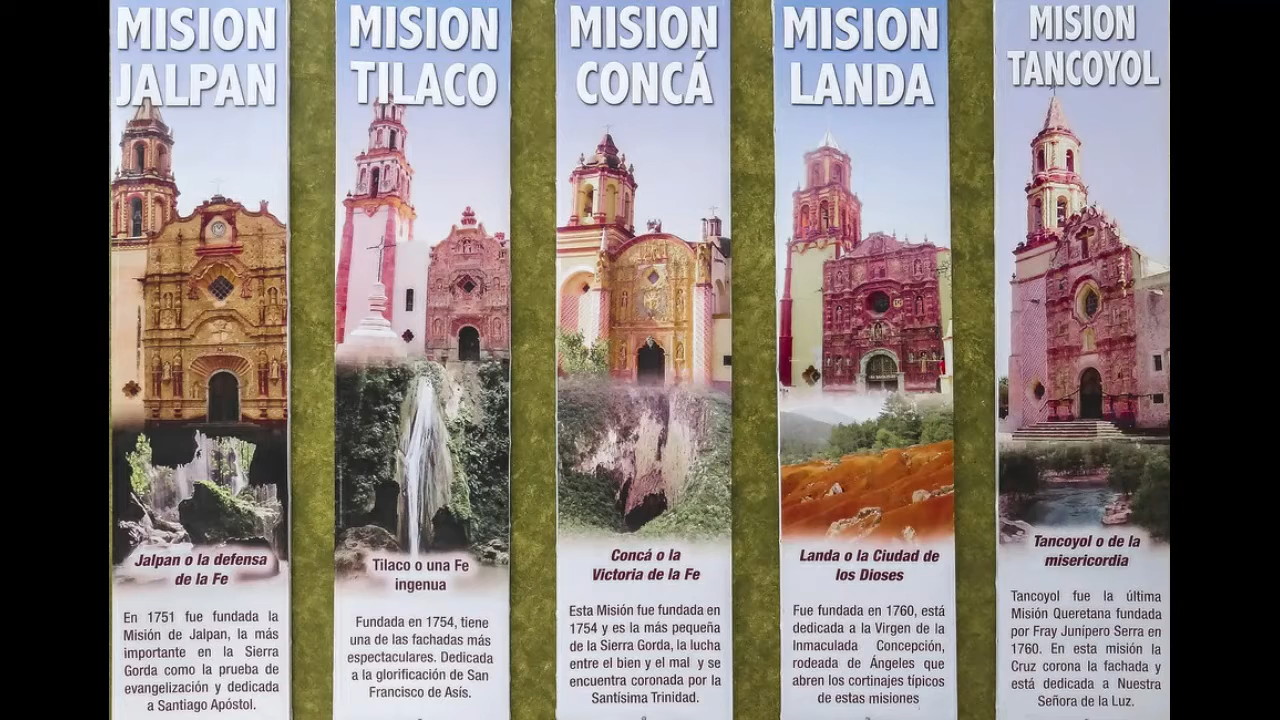 MISION
JALPAN
Jalpan o la defensa
de la Fe
En 1751 fue fundada la
Misión de Jalpan, la más
importante en la Sierra
Gorda como la prueba de
evangelización y dedicada
a Santiago Apóstol.
MISION
TILACO
Tilaco o una Fe
ingenua
Fundada en 1754, tiene
una de las fachadas más
espectaculares. Dedicada
a la glorificación de San
Francisco de Asís.
MISION
CONCÁ
Concá o la
Victoria de la Fe
Esta Misión fue fundada en
1754 y es la más pequeña
de la Sierra Gorda, la lucha
entre el bien y el mal y se
encuentra coronada por la
Santísima Trinidad.
MISION
LANDA
Landa o la Ciudad de
los Dioses
Fue fundada en 1760, está
dedicada a la Virgen de la
Inmaculada Concepción,
rodeada de Ángeles que
abren los cortinajes típicos
de estas misiones
MISION
TANCOYOL
Tancoyol o de la
misericordia
Tancoyol fue la última
Misión Queretana fundada
por Fray Junípero Serra en
1760. En esta misión la
Cruz corona la fachada y
está dedicada a Nuestra
Señora de la Luz.